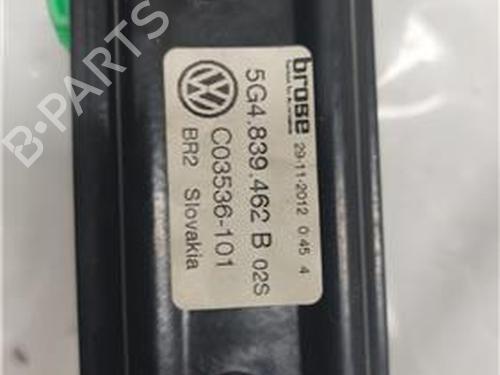 brose
29-11-2012 0 45 4
5G4.839.462 B 02S
C03536-101
BR2 Slovakia
B-PARTS